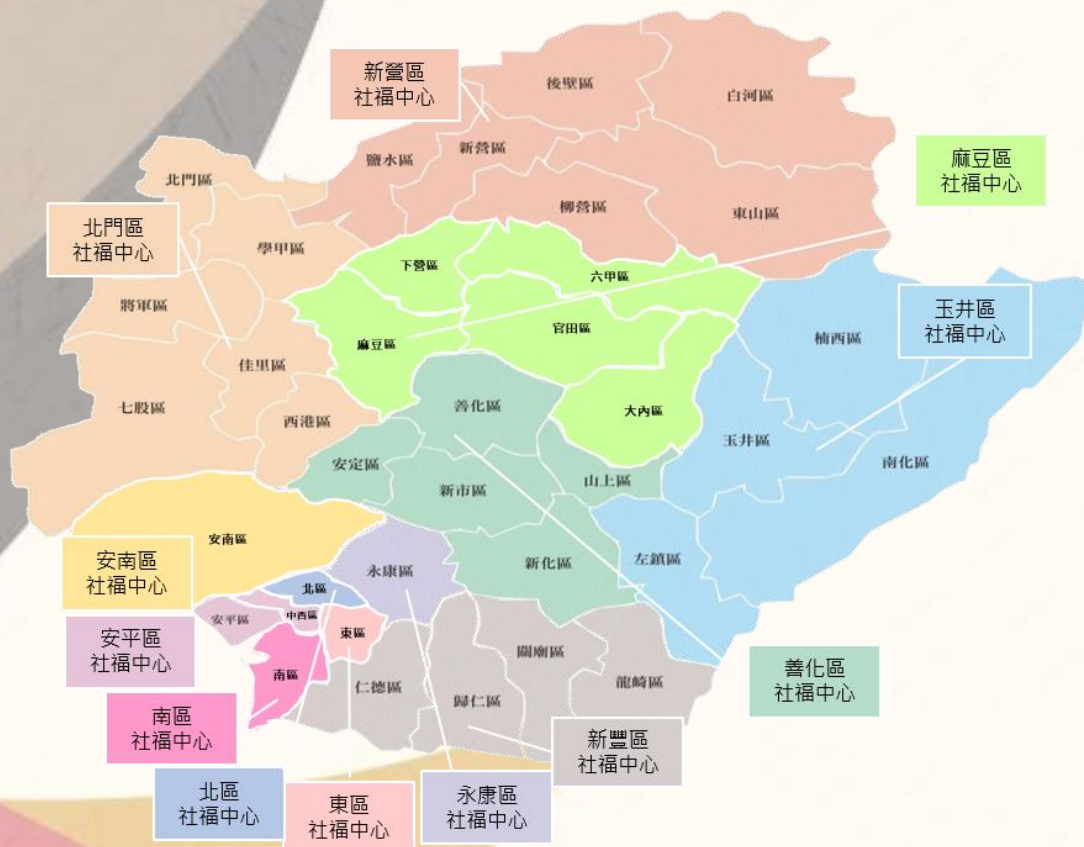 新營區
社福中心
後壁區
白河區
鹽水區
新營區
麻豆區
社福中心
北門區
柳營區
東山區
北門區
社福中心
學甲區
下營區
六甲區
將軍區
官田區
楠西區
玉井區
社福中心
麻豆區
佳里區
七股區
西港區
善化區
大內區
玉井區
南化區
安定區
新市區
山上區
安南區
安南區
社福中心
永康區
新化區
左鎮區
北區
安平區
中西區
東區
安平區
社福中心
南區
仁德區
歸仁區
關廟區
龍崎區
善化區
社福中心
南區
社福中心
新豐區
社福中心
北區
社福中心
東區
社福中心
永康區
社福中心